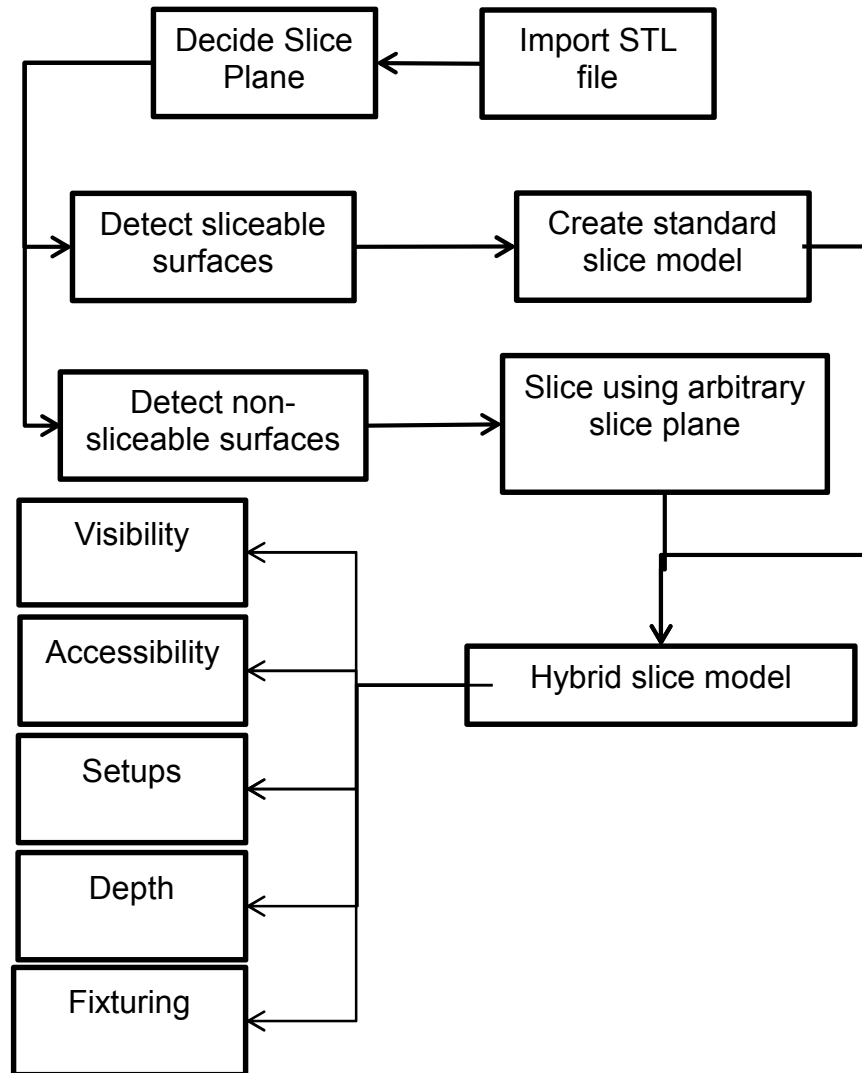 Decide Slice
Plane
Import STL
file
Detect sliceable
surfaces
Create standard
slice model
Detect non-
sliceable surfaces
Slice using arbitrary
slice plane
Visibility
Accessibility
Hybrid slice model
Setups
Depth
Fixturing